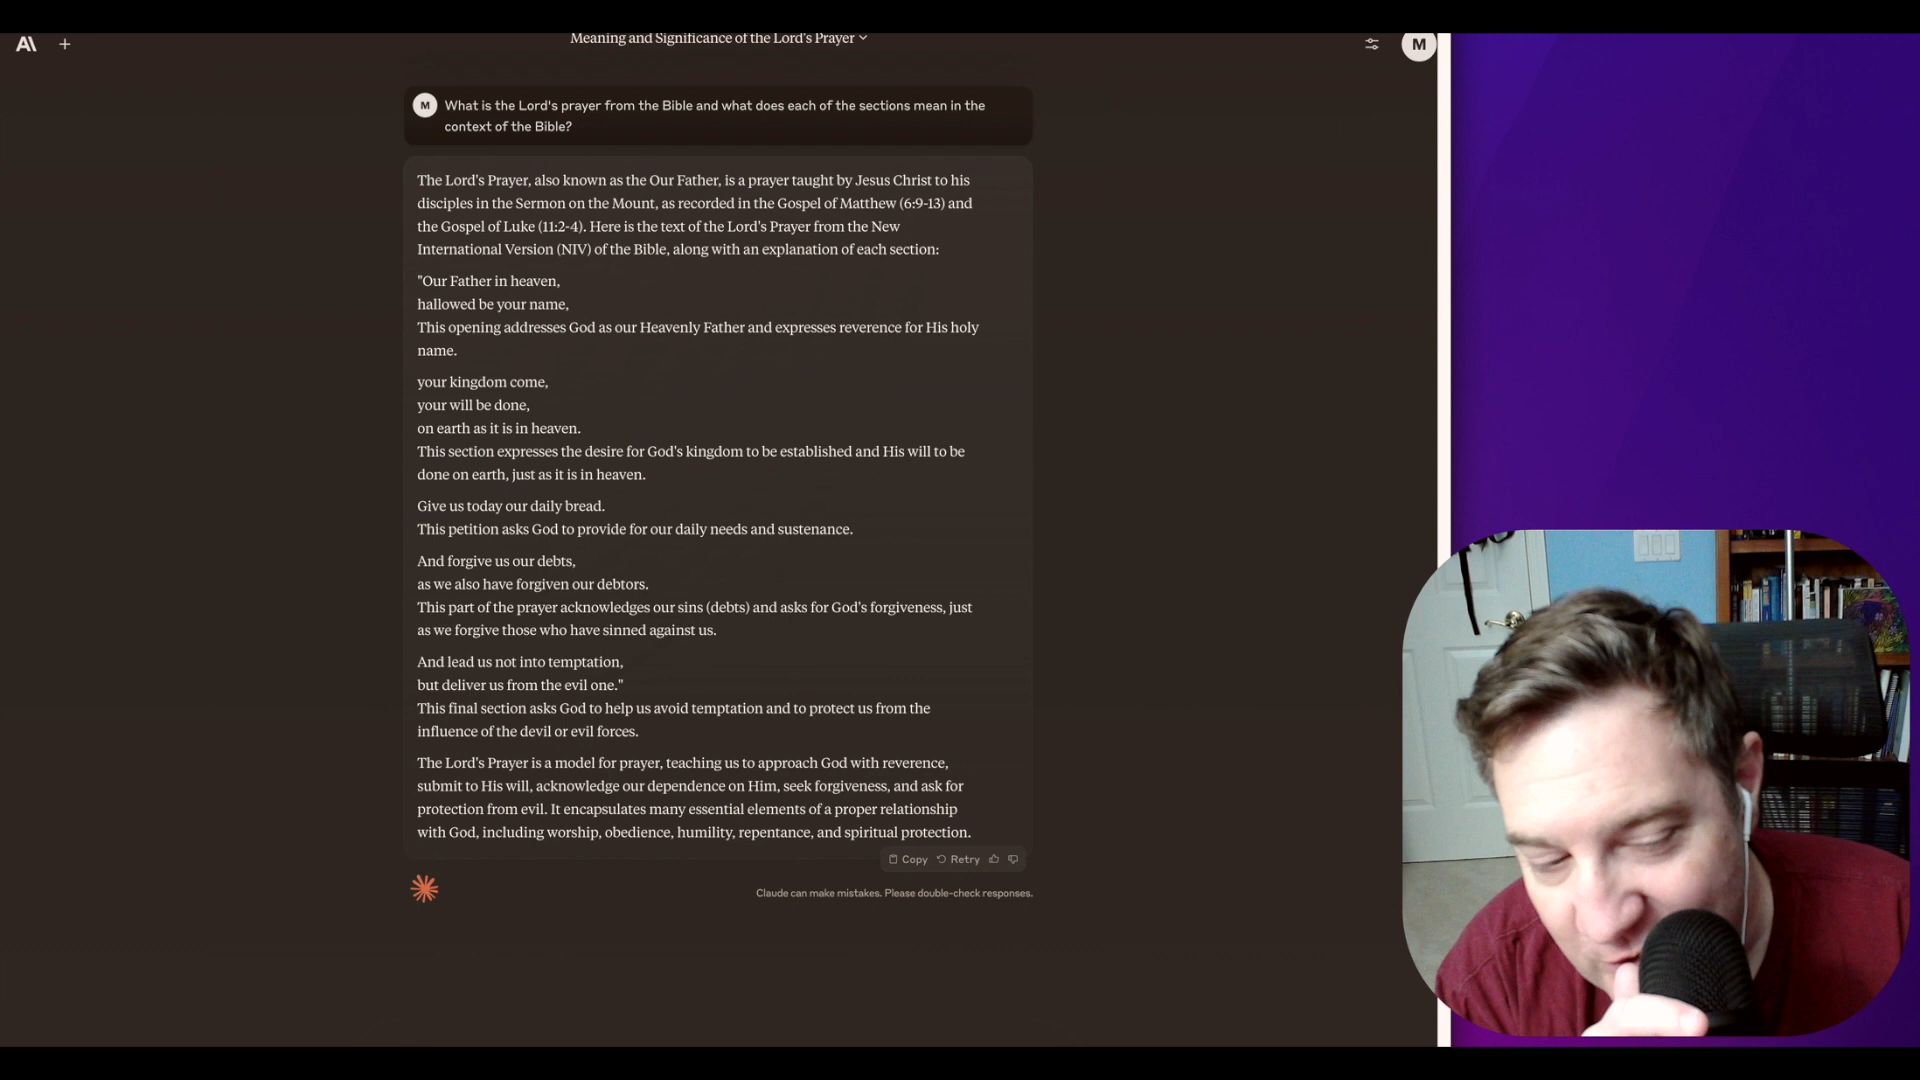 A\ +
Meaning and Significance of the Lord's Prayer
M
M
What is the Lord's prayer from the Bible and what does each of the sections mean in the
context of the Bible?
The Lord's Prayer, also known as the Our Father, is a prayer taught by Jesus Christ to his
disciples in the Sermon on the Mount, as recorded in the Gospel of Matthew (6:9-13) and
the Gospel of Luke (11:2-4). Here is the text of the Lord's Prayer from the New
International Version (NIV) of the Bible, along with an explanation of each section:
"Our Father in heaven,
hallowed be your name,
This opening addresses God as our Heavenly Father and expresses reverence for His holy
name.
your kingdom come,
your will be done,
on earth as it is in heaven.
This section expresses the desire for God's kingdom to be established and His will to be
done on earth, just as it is in heaven.
Give us today our daily bread.
This petition asks God to provide for our daily needs and sustenance.
And forgive us our debts,
as we also have forgiven our debtors.
This part of the prayer acknowledges our sins (debts) and asks for God's forgiveness, just
as we forgive those who have sinned against us.
And lead us not into temptation,
but deliver us from the evil one."
This final section asks God to help us avoid temptation and to protect us from the
influence of the devil or evil forces.
The Lord's Prayer is a model for prayer, teaching us to approach God with reverence,
submit to His will, acknowledge our dependence on Him, seek forgiveness, and ask for
protection from evil. It encapsulates many essential elements of a proper relationship
with God, including worship, obedience, humility, repentance, and spiritual protection.
Copy Retry
Claude can make mistakes. Please double-check responses.